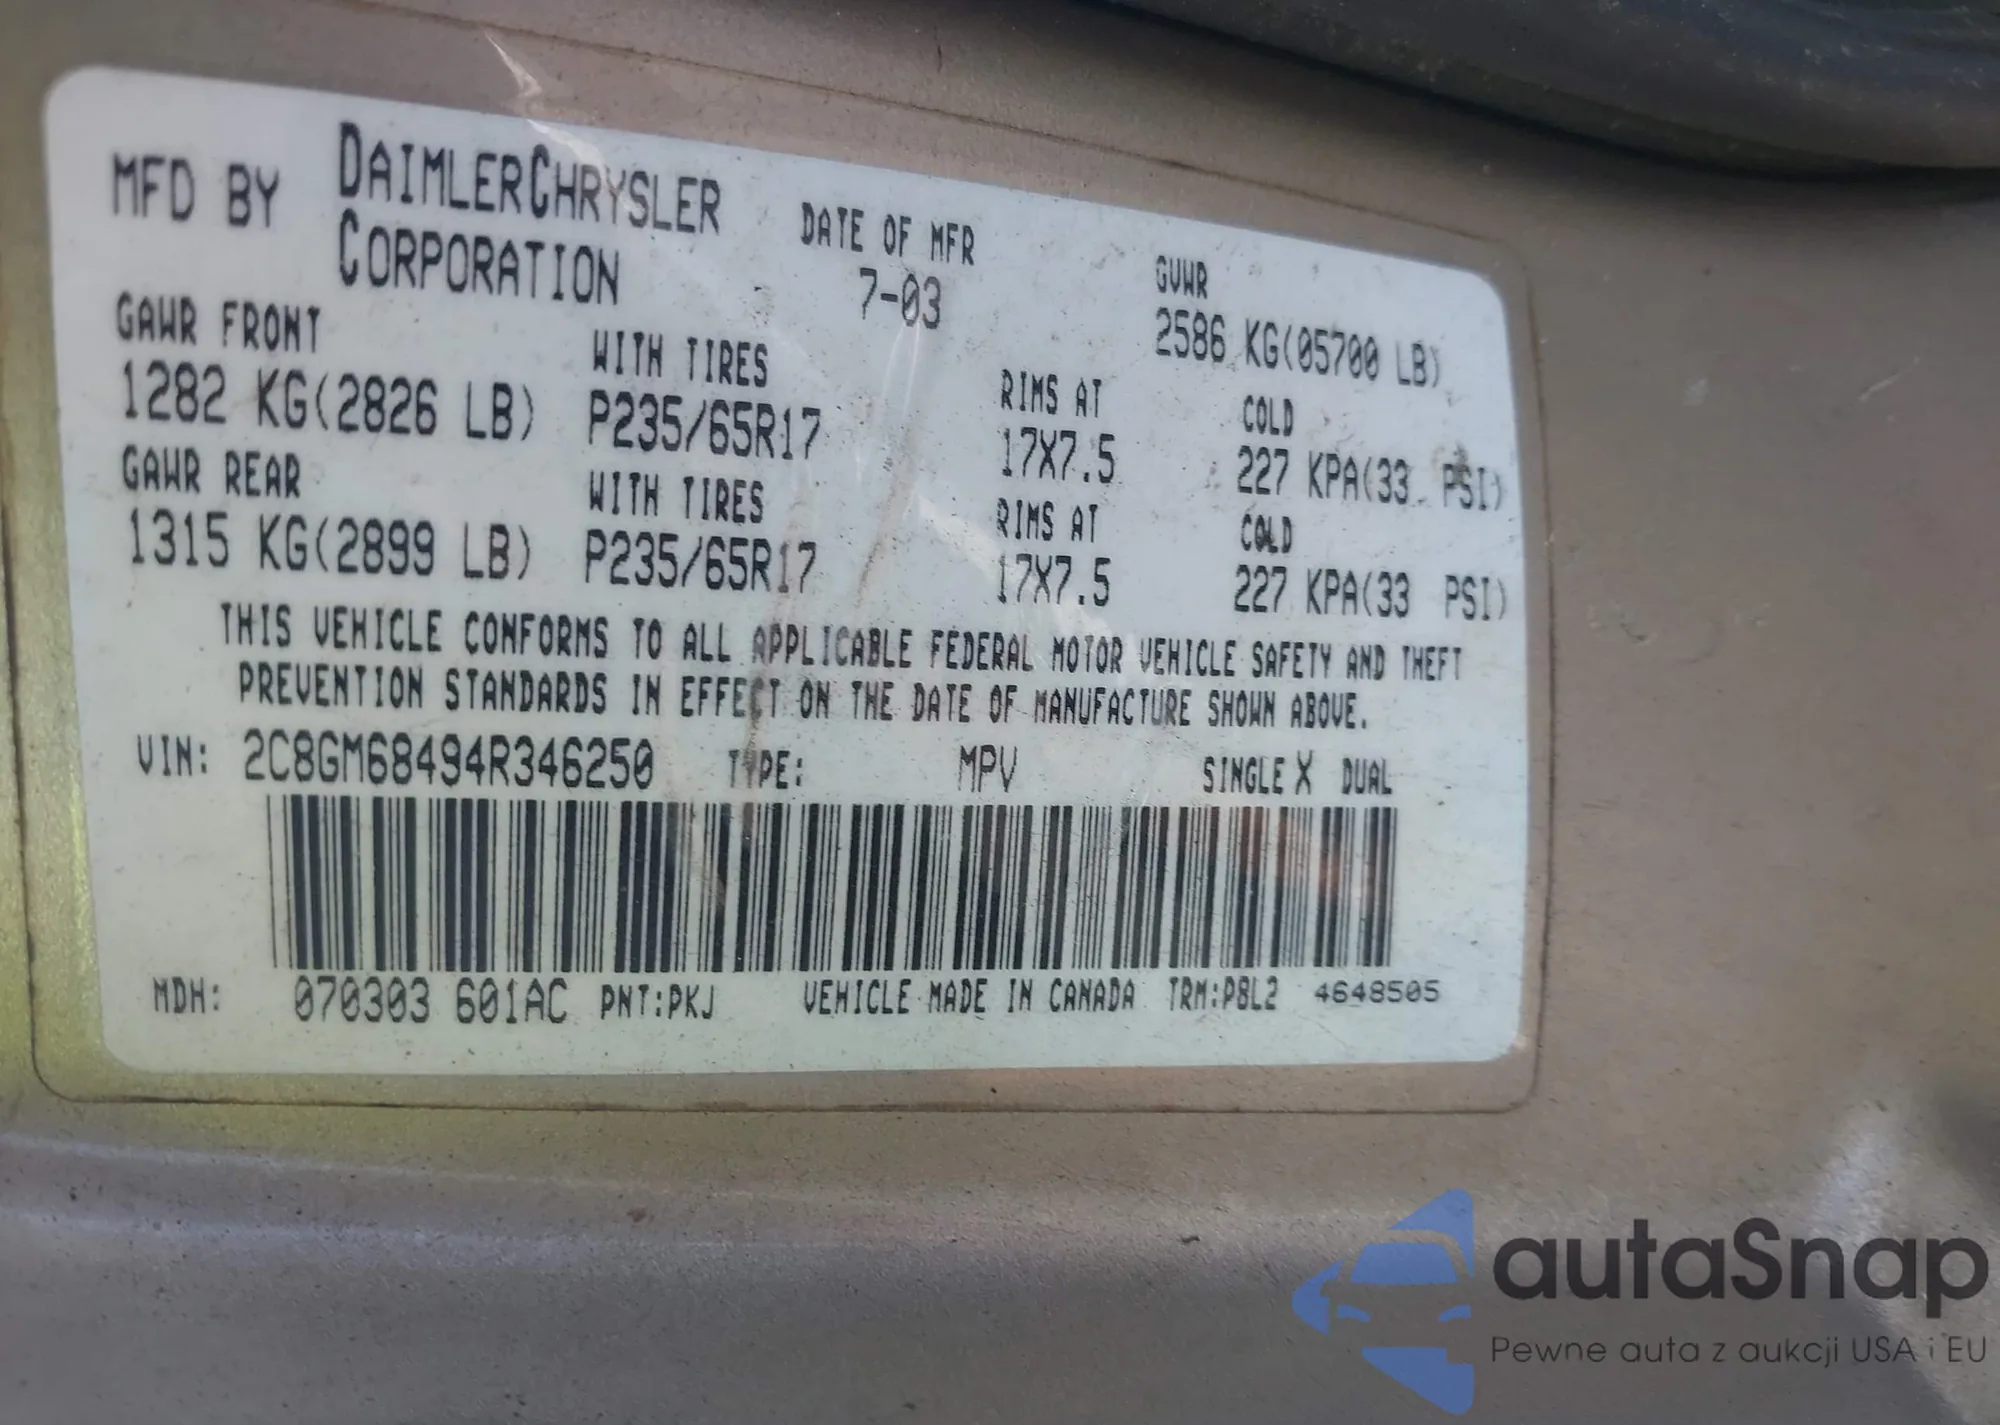 MFD BY DAIMLERCHRYSLER CORPORATION
DATE OF MFR 7-03
GVWR 2586 KG(05700 LB)
GAWR FRONT WITH TIRES RIMS AT COLD
1282 KG(2826 LB) P235/65R17 17X7.5 227 KPA(33 PSI)
GAWR REAR WITH TIRES RIMS AT COLD
1315 KG(2899 LB) P235/65R17 17X7.5 227 KPA(33 PSI)
THIS VEHICLE CONFORMS TO ALL APPLICABLE FEDERAL MOTOR VEHICLE SAFETY AND THEFT
PREVENTION STANDARDS IN EFFECT ON THE DATE OF MANUFACTURE SHOWN ABOVE.
VIN: 2C8GM68494R346250 TYPE: MPV SINGLE X DUAL
MDH: 070303 601AC PNT:PKJ VEHICLE MADE IN CANADA TRM:P8L2 4648505
autaSnap
Pewne auta z aukcji USA i EU